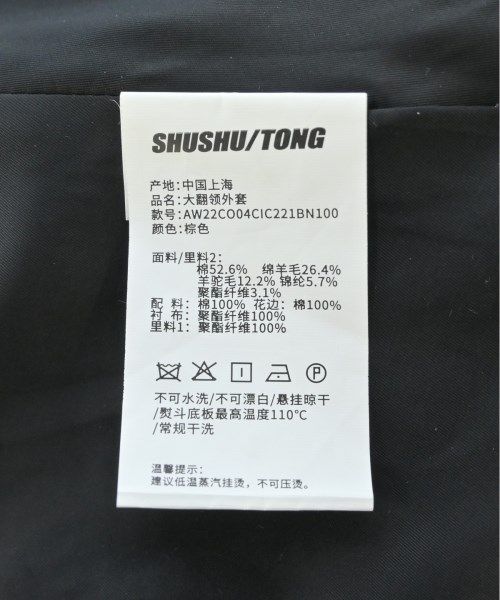 SHUSHU/TONG
产地:中国上海
品名:大翻领外套
款号:AW22CO04CIC221BN100
颜色:棕色
面料/里料2:
棉52.6% 绵羊毛26.4%
羊驼毛12.2% 锦纶5.7%
聚酯纤维3.1%
配 料: 棉100% 花边: 棉100%
衬 布: 聚酯纤维100%
里料1: 聚酯纤维100%
P
不可水洗/不可漂白/悬挂晾干
/熨斗底板最高温度110℃
/常规干洗
温馨提示:
建议低温蒸汽挂烫，不可压烫。